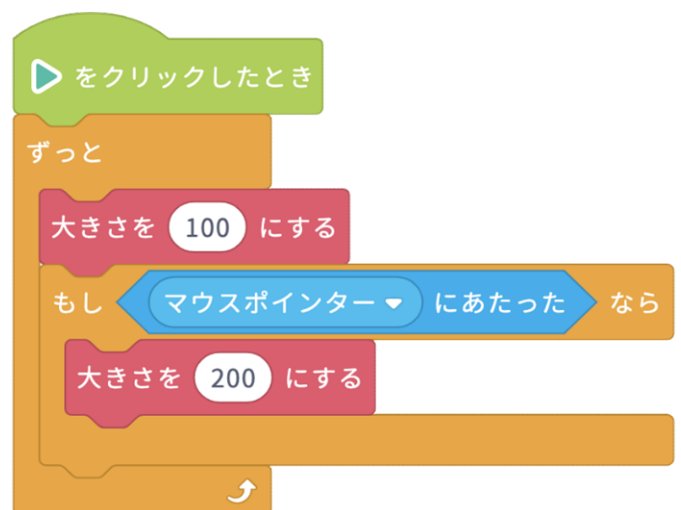 をクリックしたとき
ずっと
大きさを 100 にする
もし マウスポインター にあたった なら
大きさを 200 にする